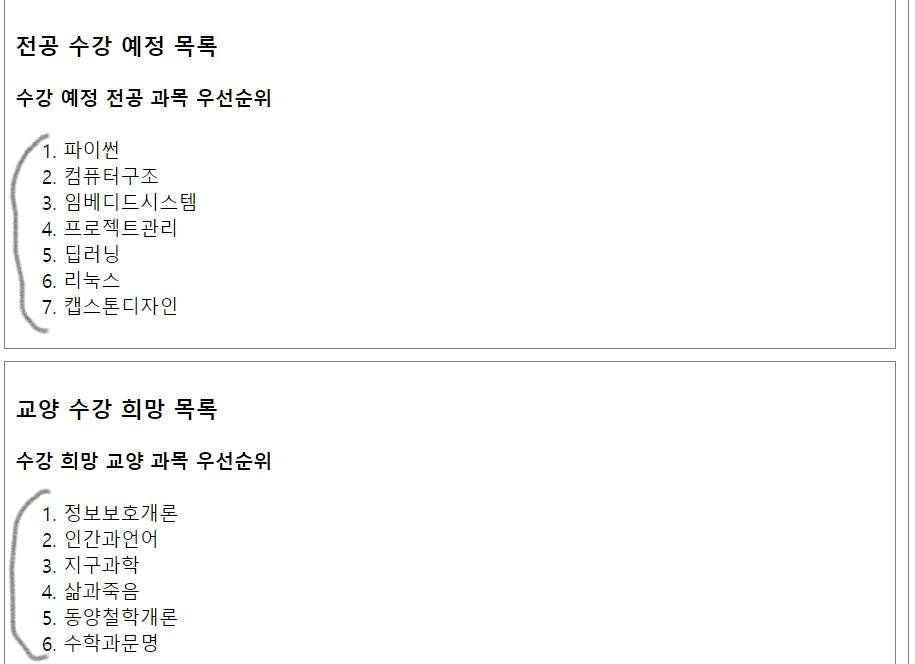 전공 수강 예정 목록
수강 예정 전공 과목 우선순위
1. 파이썬
2. 컴퓨터구조
3. 임베디드시스템
4. 프로젝트관리
5. 딥러닝
6. 리눅스
7. 캡스톤디자인
교양 수강 희망 목록
수강 희망 교양 과목 우선순위
1. 정보보호개론
2. 인간과언어
3. 지구과학
4. 삶과죽음
5. 동양철학개론
6. 수학과문명